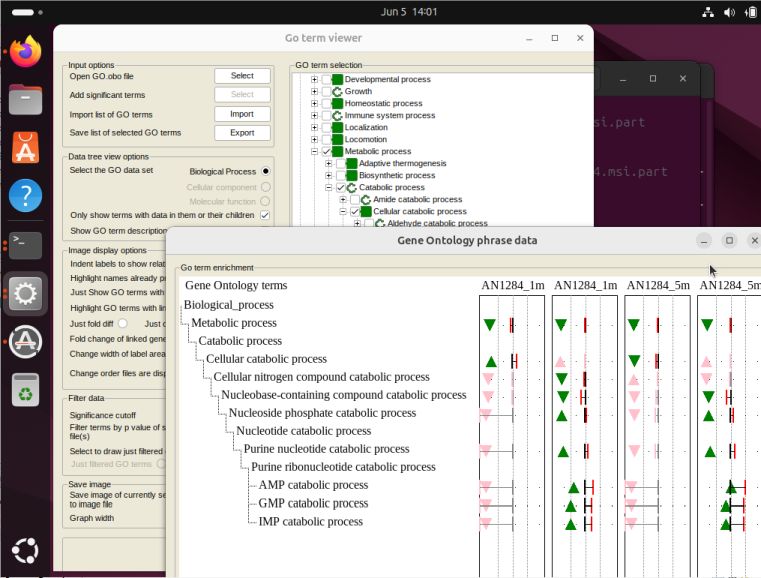 Jun 5 14:01
Go term viewer
Input options
Open GO.obo file
Select
Add significant terms
Select
Import list of GO terms
Import
Save list of selected GO terms
Export
Data tree view options
Select the GO data set
Biological Process
Cellular component
Molecular function
Only show terms with data in them or their children
Show GO term description
Image display options
Indent labels to show relat
Highlight names already p
Just Show GO terms with
Highlight GO terms with lin
Just fold diff
Just c
Fold change of linked gene
Change width of label area
Change order files are disp
Filter data
Significance cutoff
Filter terms by p value of s
file(s)
Select to draw just filtered
Just filtered GO terms
Save image
Save image of currently se
to image file
Graph width
GO term selection
Developmental process
Growth
Homeostatic process
Immune system process
Localization
Locomotion
Metabolic process
Adaptive thermogenesis
Biosynthetic process
Catabolic process
Amide catabolic process
Cellular catabolic process
Aldehyde catabolic process
si.part
4.msi.part
Gene Ontology phrase data
Go term enrichment
Gene Ontology terms
AN1284_1m
AN1284_1m
AN1284_5m
AN1284_5m
Biological_process
Metabolic process
Catabolic process
Cellular catabolic process
Cellular nitrogen compound catabolic process
Nucleobase-containing compound catabolic process
Nucleoside phosphate catabolic process
Nucleotide catabolic process
Purine nucleotide catabolic process
Purine ribonucleotide catabolic process
AMP catabolic process
GMP catabolic process
IMP catabolic process